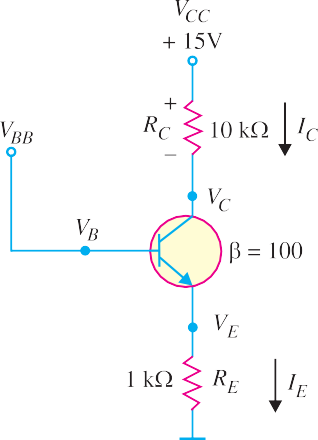 V_CC
+ 15V
+
R_C 10 kΩ I_C
–
V_BB
V_C
V_B
β = 100
V_E
1 kΩ R_E I_E